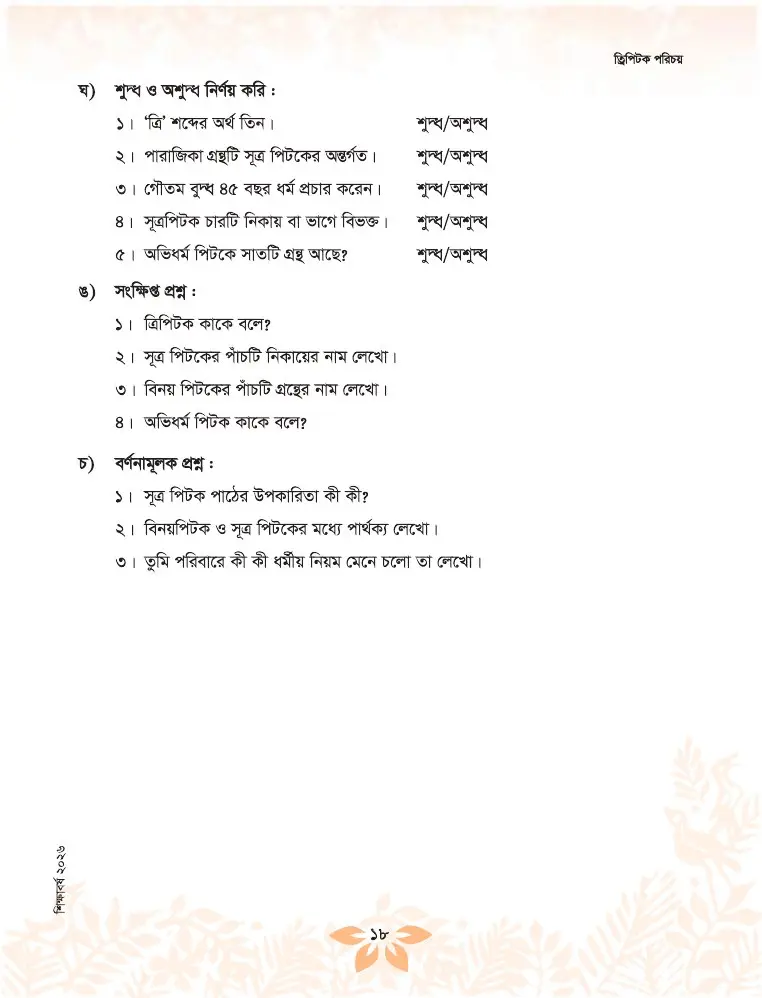 ত্রিপিটক পরিচয়
ঘ) শুদ্ধ ও অশুদ্ধ নির্ণয় করি :
১। ‘ত্রি’ শব্দের অর্থ তিন। শুদ্ধ/অশুদ্ধ
২। পারাজিকা গ্রন্থটি সূত্র পিটকের অন্তর্গত। শুদ্ধ/অশুদ্ধ
৩। গৌতম বুদ্ধ ৪৫ বছর ধর্ম প্রচার করেন। শুদ্ধ/অশুদ্ধ
৪। সূত্রপিটক চারটি নিকায় বা ভাগে বিভক্ত। শুদ্ধ/অশুদ্ধ
৫। অভিধর্ম পিটকে সাতটি গ্রন্থ আছে? শুদ্ধ/অশুদ্ধ
ঙ) সংক্ষিপ্ত প্রশ্ন :
১। ত্রিপিটক কাকে বলে?
২। সূত্র পিটকের পাঁচটি নিকায়ের নাম লেখো।
৩। বিনয় পিটকের পাঁচটি গ্রন্থের নাম লেখো।
৪। অভিধর্ম পিটক কাকে বলে?
চ) বর্ণনামূলক প্রশ্ন :
১। সূত্র পিটক পাঠের উপকারিতা কী কী?
২। বিনয়পিটক ও সূত্র পিটকের মধ্যে পার্থক্য লেখো।
৩। তুমি পরিবারে কী কী ধর্মীয় নিয়ম মেনে চলো তা লেখো।
শিক্ষাবর্ষ ২০২৬
১৮